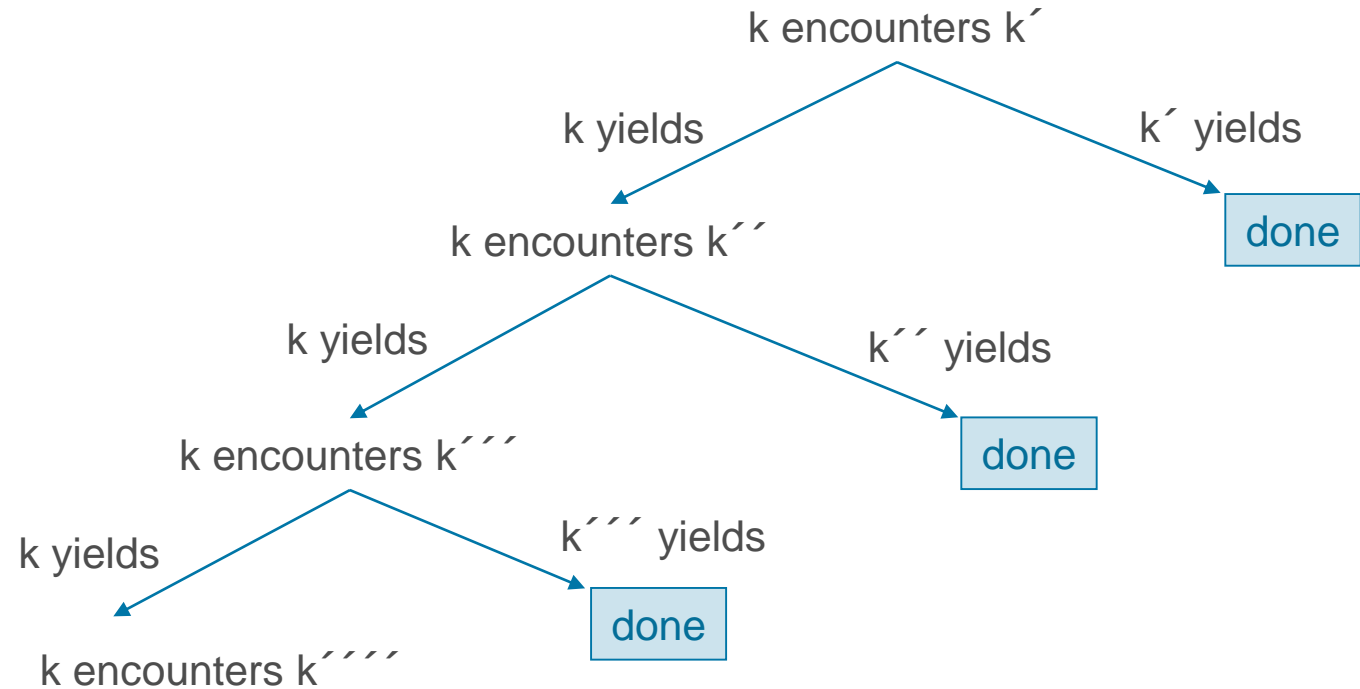 k encounters k´
k yields
k´ yields
done
k encounters k´´
k yields
k´´ yields
done
k encounters k´´´
k yields
k´´´ yields
done
k encounters k´´´´